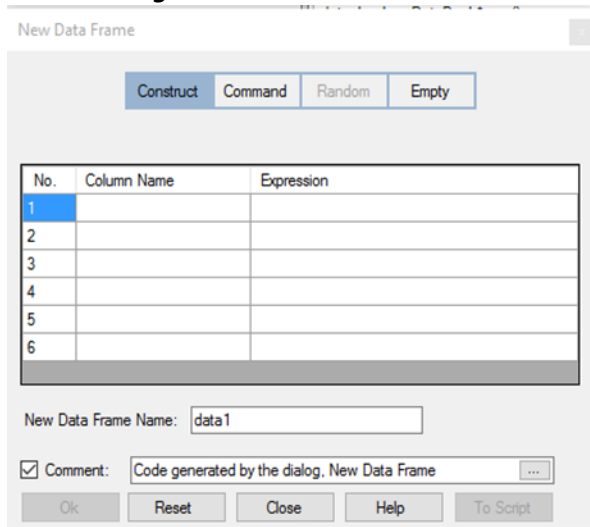 New Data Frame
Construct Command Random Empty
No. Column Name Expression
1
2
3
4
5
6
New Data Frame Name: data1
Comment: Code generated by the dialog, New Data Frame ...
Ok Reset Close Help To Script